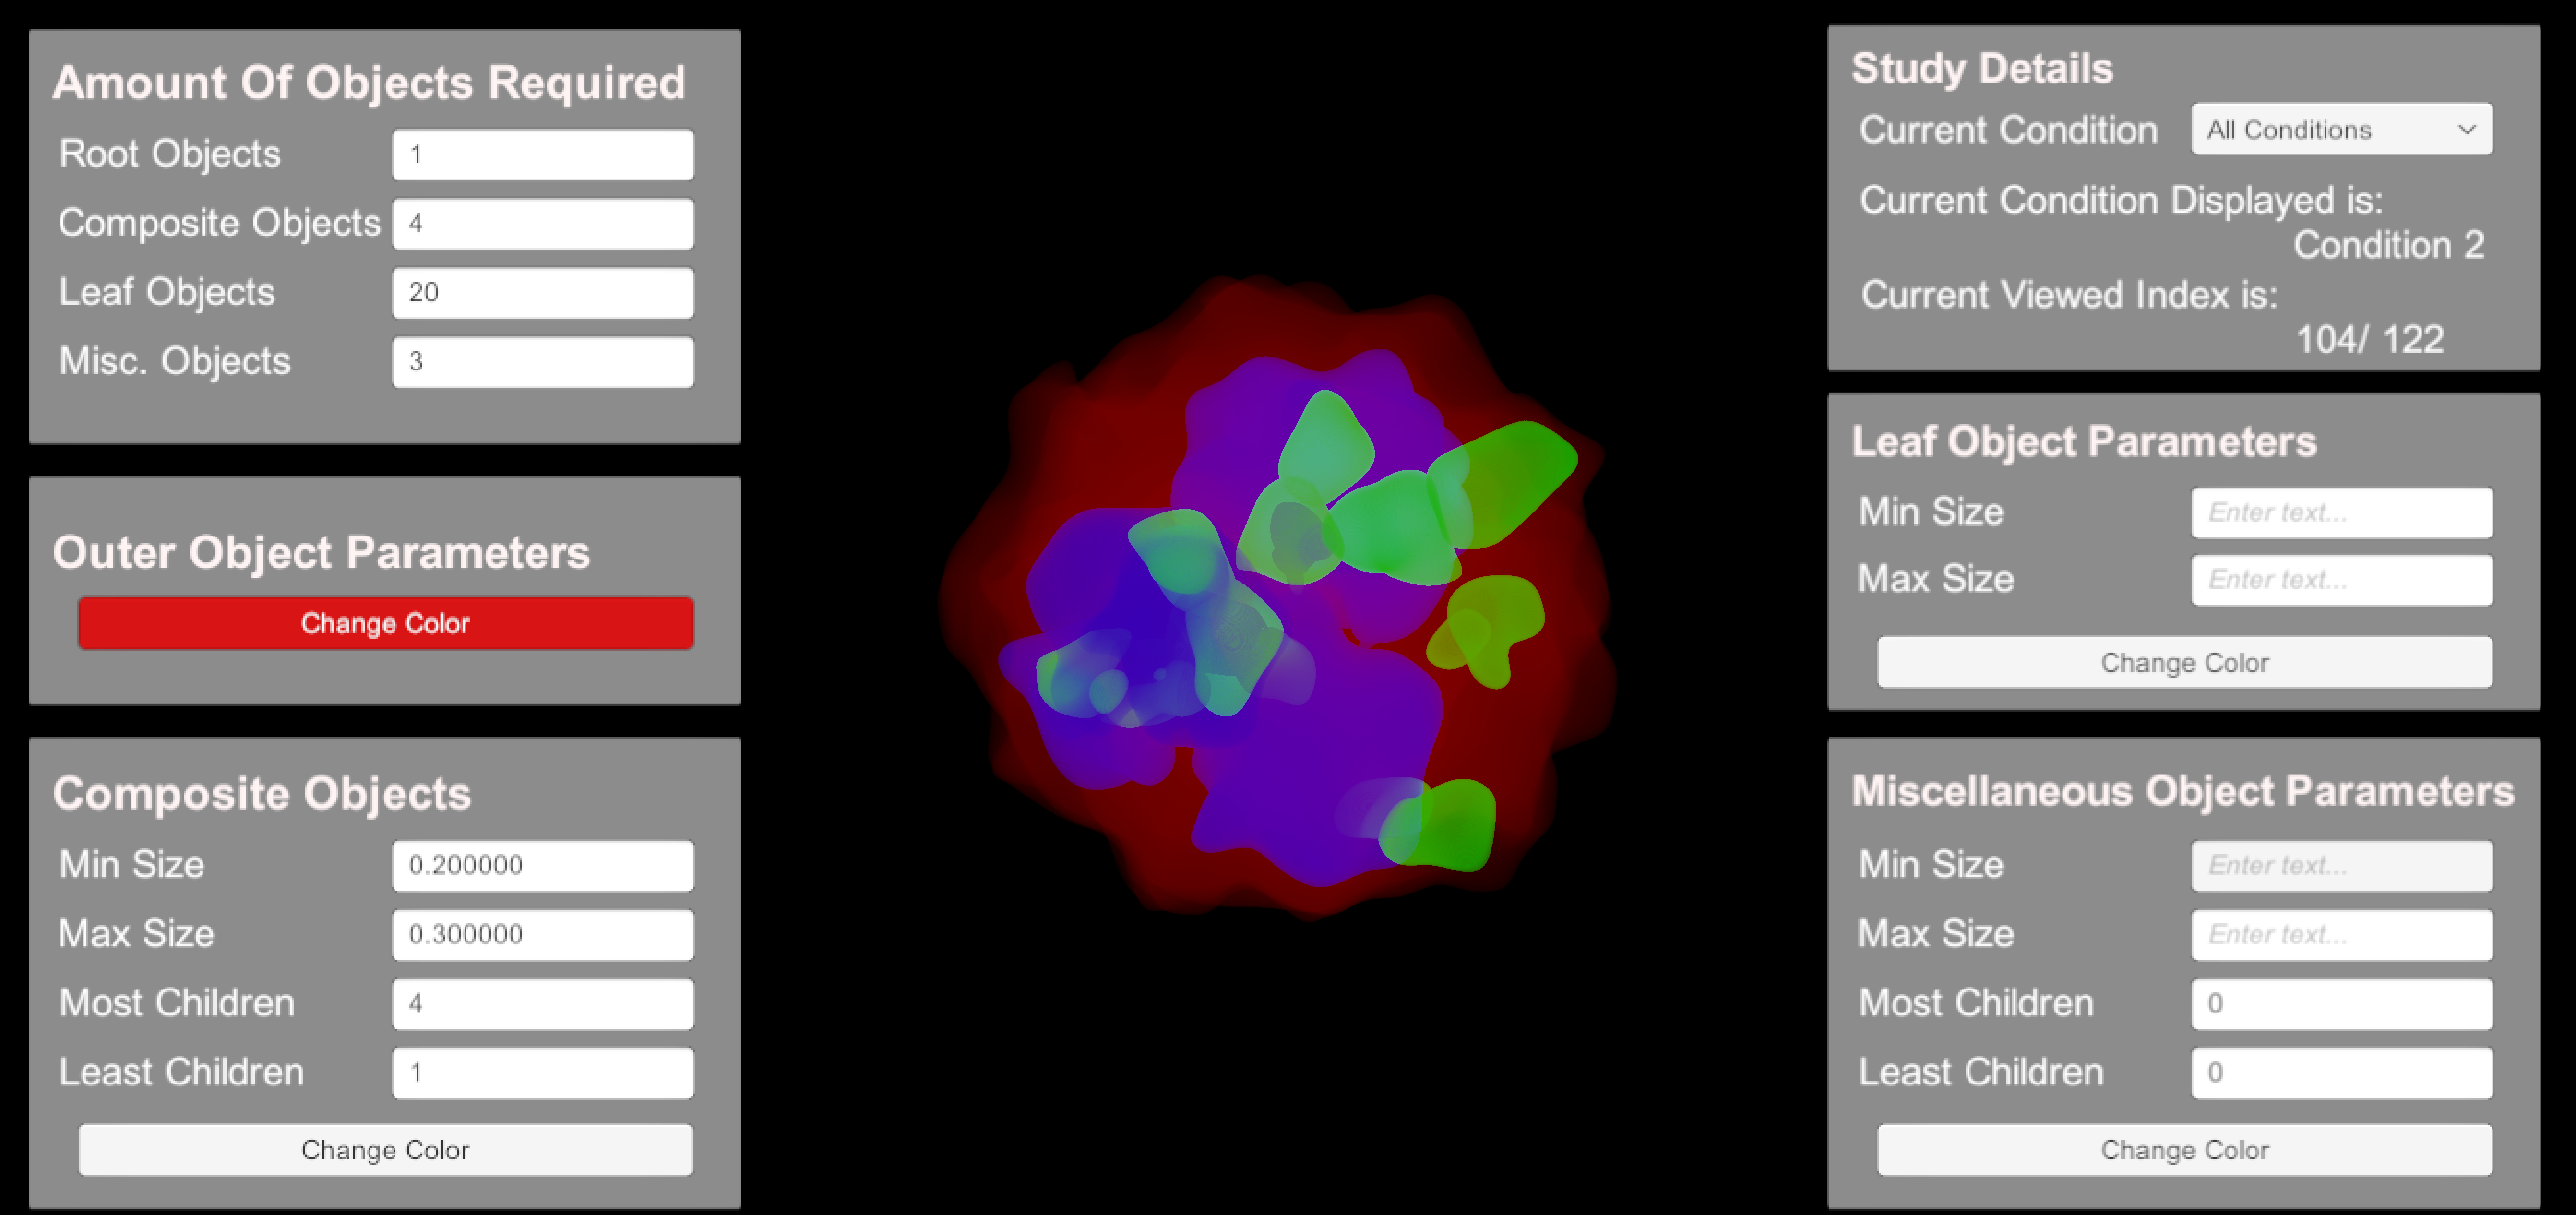 Amount Of Objects Required
Root Objects 1
Composite Objects 4
Leaf Objects 20
Misc. Objects 3
Outer Object Parameters
Change Color
Composite Objects
Min Size 0.200000
Max Size 0.300000
Most Children 4
Least Children 1
Change Color
Study Details
Current Condition All Conditions
Current Condition Displayed is:
Condition 2
Current Viewed Index is:
104/ 122
Leaf Object Parameters
Min Size Enter text...
Max Size Enter text...
Change Color
Miscellaneous Object Parameters
Min Size Enter text...
Max Size Enter text...
Most Children 0
Least Children 0
Change Color